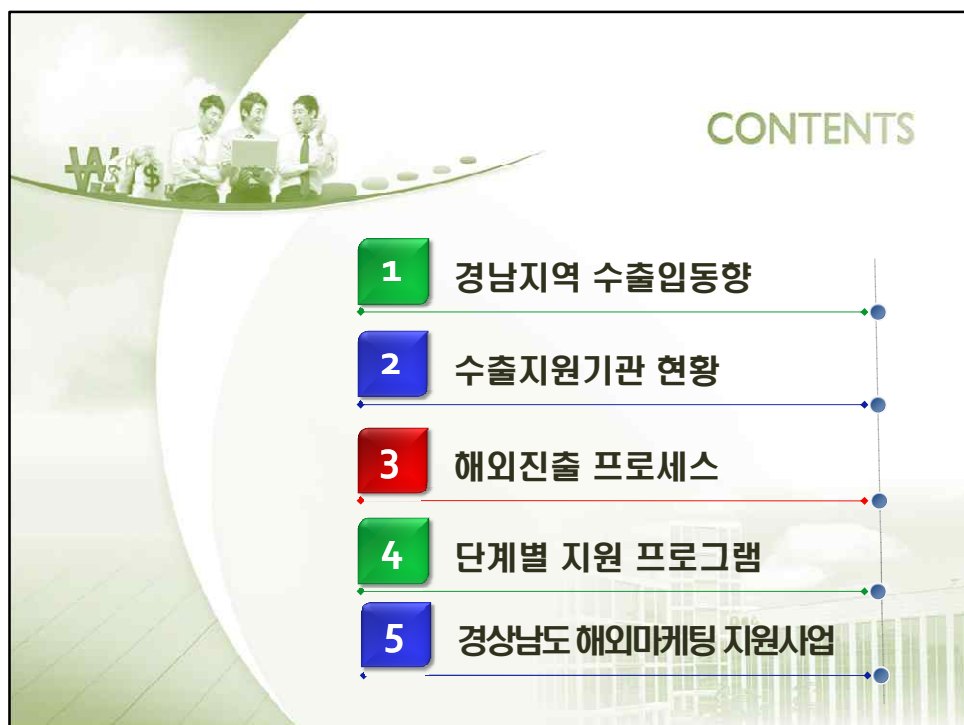 CONTENTS
1 경남지역 수출입동향
2 수출지원기관 현황
3 해외진출 프로세스
4 단계별 지원 프로그램
5 경상남도 해외마케팅 지원사업